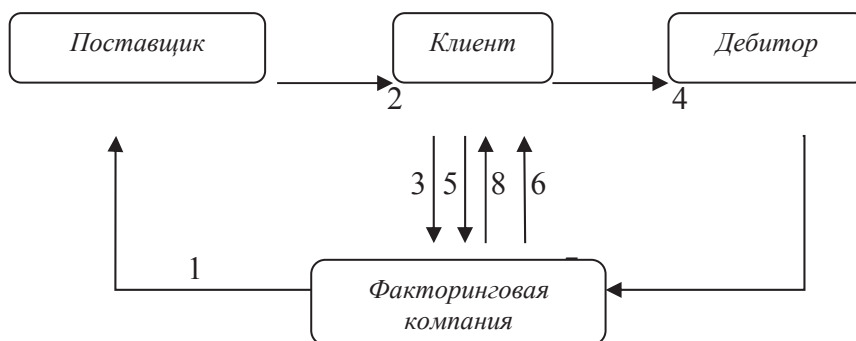 Поставщик
Клиент
Дебитор
2
4
3
5
8
6
1
Факторинговая
компания